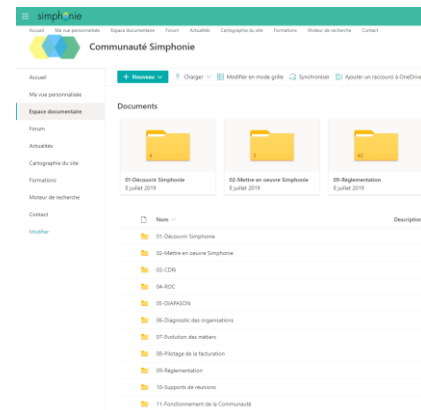 simphonie
Accueil Ma vue personnalisée Espace documentaire Forum Actualités Cartographie du site Formations Moteur de recherche Contact
Communauté Simphonie
Accueil
Ma vue personnalisée
Espace documentaire
Forum
Actualités
Cartographie du site
Formations
Moteur de recherche
Contact
Modifier
+ Nouveau Charger Modifier en mode grille Synchroniser Ajouter un raccourci à OneDrive
Documents
01-Découvrir Simphonie
8 juillet 2019
02-Mettre en oeuvre Simphonie
8 juillet 2019
09-Réglementation
8 juillet 2019
Nom Description
01-Découvrir Simphonie
02-Mettre en oeuvre Simphonie
03-CDRi
04-ROC
05-DIAPASON
06-Diagnostic des organisations
07-Evolution des métiers
08-Pilotage de la facturation
09-Réglementation
10-Supports de réunions
11-Fonctionnement de la Communauté